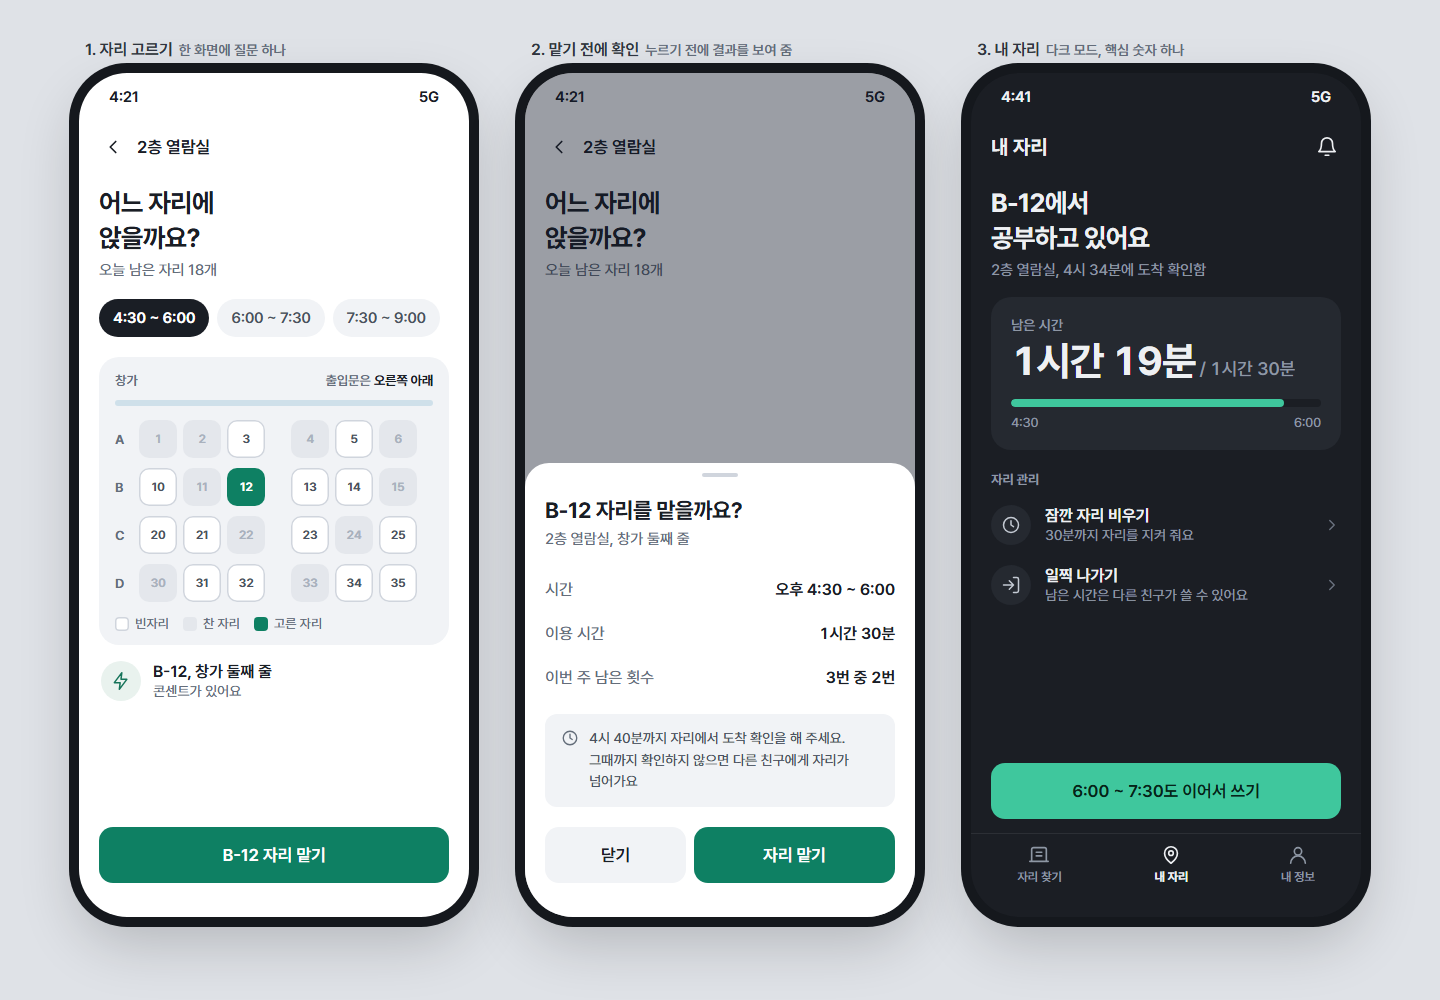 1. 자리 고르기 한 화면에 질문 하나
4:21 5G
2층 열람실
어느 자리에
앉을까요?
오늘 남은 자리 18개
4:30 ~ 6:00 6:00 ~ 7:30 7:30 ~ 9:00
창가 출입문은 오른쪽 아래
A 1 2 3 4 5 6
B 10 11 12 13 14 15
C 20 21 22 23 24 25
D 30 31 32 33 34 35
빈자리 찬 자리 고른 자리
B-12, 창가 둘째 줄
콘센트가 있어요
B-12 자리 맡기
2. 맡기 전에 확인 누르기 전에 결과를 보여 줌
4:21 5G
2층 열람실
어느 자리에
앉을까요?
오늘 남은 자리 18개
B-12 자리를 맡을까요?
2층 열람실, 창가 둘째 줄
시간 오후 4:30 ~ 6:00
이용 시간 1시간 30분
이번 주 남은 횟수 3번 중 2번
4시 40분까지 자리에서 도착 확인을 해 주세요.
그때까지 확인하지 않으면 다른 친구에게 자리가
넘어가요
닫기 자리 맡기
3. 내 자리 다크 모드, 핵심 숫자 하나
4:41 5G
내 자리
B-12에서
공부하고 있어요
2층 열람실, 4시 34분에 도착 확인함
남은 시간
1시간 19분 / 1시간 30분
4:30 6:00
자리 관리
잠깐 자리 비우기
30분까지 자리를 지켜 줘요
일찍 나가기
남은 시간은 다른 친구가 쓸 수 있어요
6:00 ~ 7:30도 이어서 쓰기
자리 찾기 내 자리 내 정보